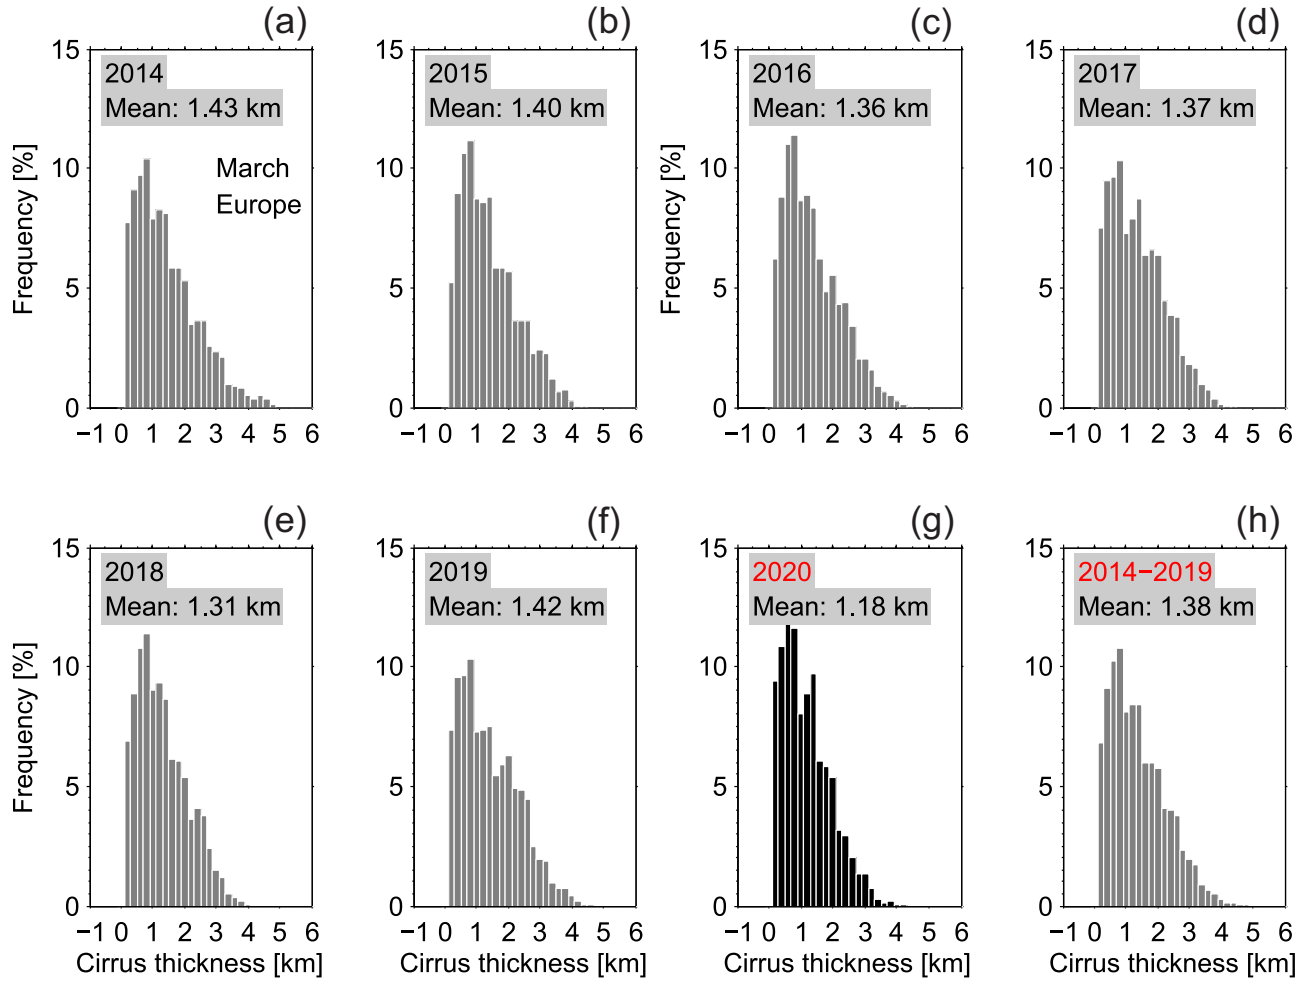 (a)
2014
Mean: 1.43 km
March
Europe
Frequency [%]
15
10
5
0
−1 0 1 2 3 4 5 6
(b)
2015
Mean: 1.40 km
15
10
5
0
−1 0 1 2 3 4 5 6
(c)
2016
Mean: 1.36 km
Frequency [%]
15
10
5
0
−1 0 1 2 3 4 5 6
(d)
2017
Mean: 1.37 km
15
10
5
0
−1 0 1 2 3 4 5 6
(e)
2018
Mean: 1.31 km
Frequency [%]
15
10
5
0
−1 0 1 2 3 4 5 6
Cirrus thickness [km]
(f)
2019
Mean: 1.42 km
15
10
5
0
−1 0 1 2 3 4 5 6
Cirrus thickness [km]
(g)
2020
Mean: 1.18 km
15
10
5
0
−1 0 1 2 3 4 5 6
Cirrus thickness [km]
(h)
2014−2019
Mean: 1.38 km
15
10
5
0
−1 0 1 2 3 4 5 6
Cirrus thickness [km]